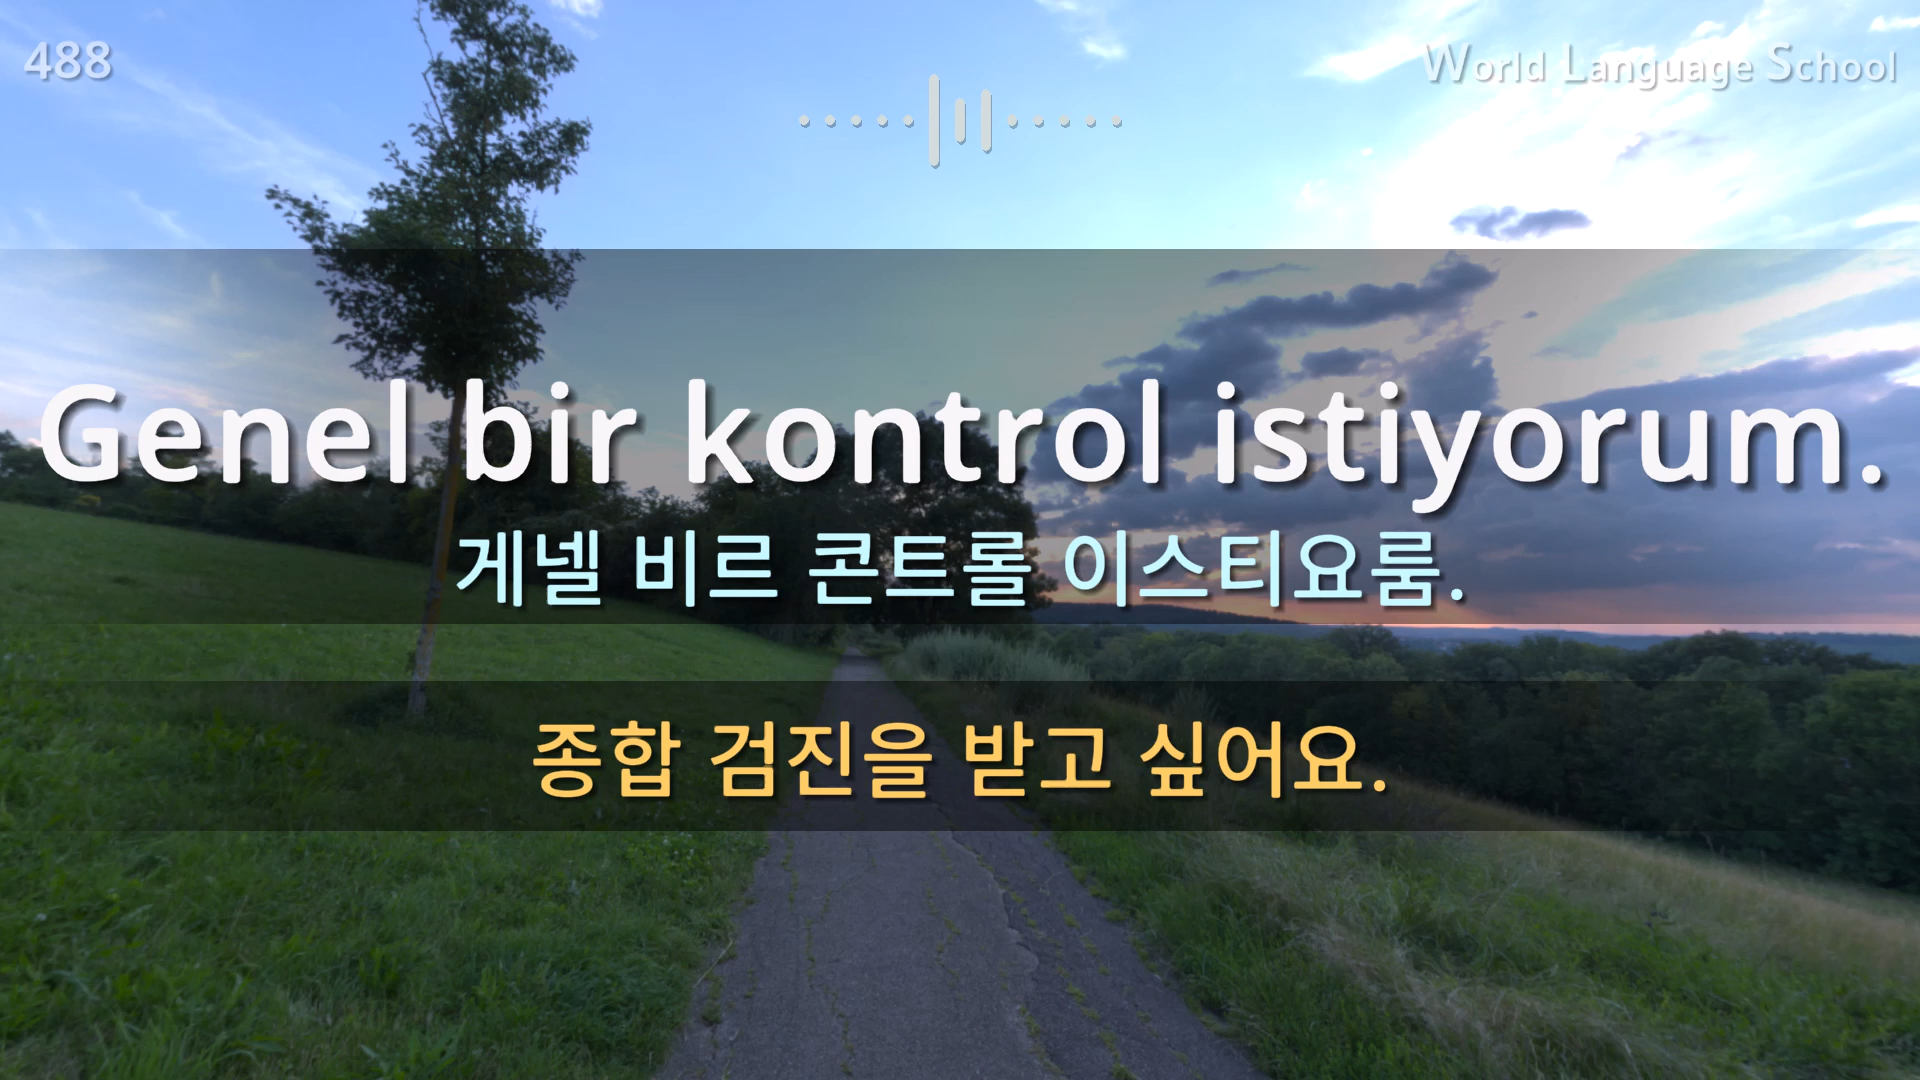 488
World Language School
Genel bir kontrol istiyorum.
게넬 비르 콘트롤 이스티요룸.
종합 검진을 받고 싶어요.